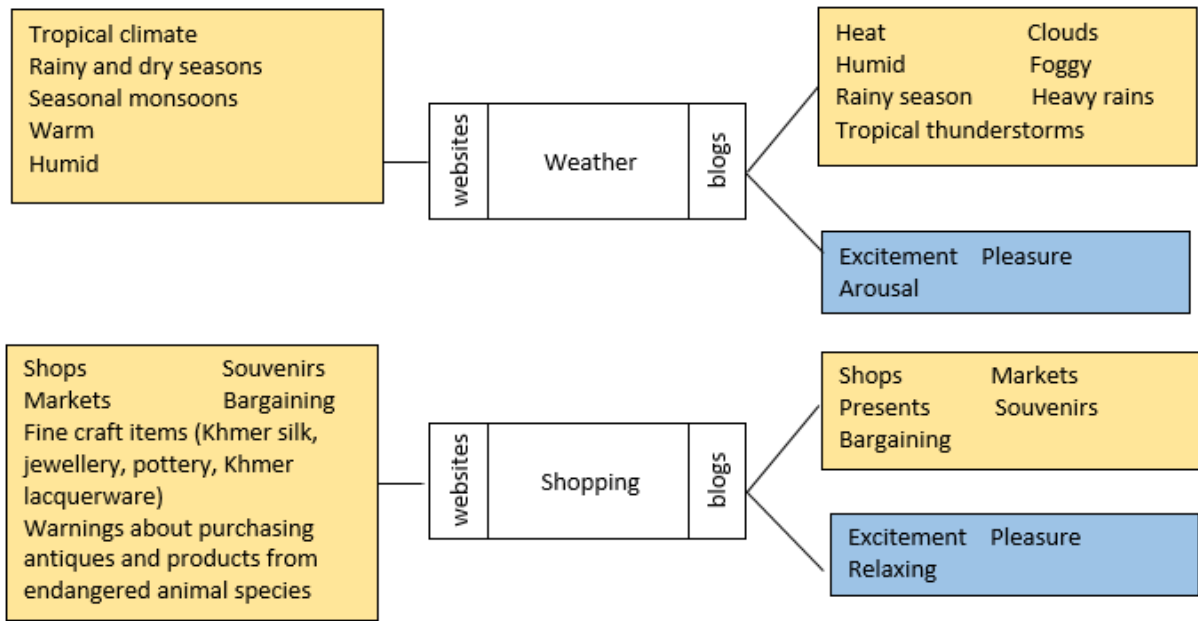 Tropical climate
Rainy and dry seasons
Seasonal monsoons
Warm
Humid
websites
Weather
blogs
Heat Clouds
Humid Foggy
Rainy season Heavy rains
Tropical thunderstorms
Excitement Pleasure
Arousal
Shops Souvenirs
Markets Bargaining
Fine craft items (Khmer silk,
jewellery, pottery, Khmer
lacquerware)
Warnings about purchasing
antiques and products from
endangered animal species
websites
Shopping
blogs
Shops Markets
Presents Souvenirs
Bargaining
Excitement Pleasure
Relaxing